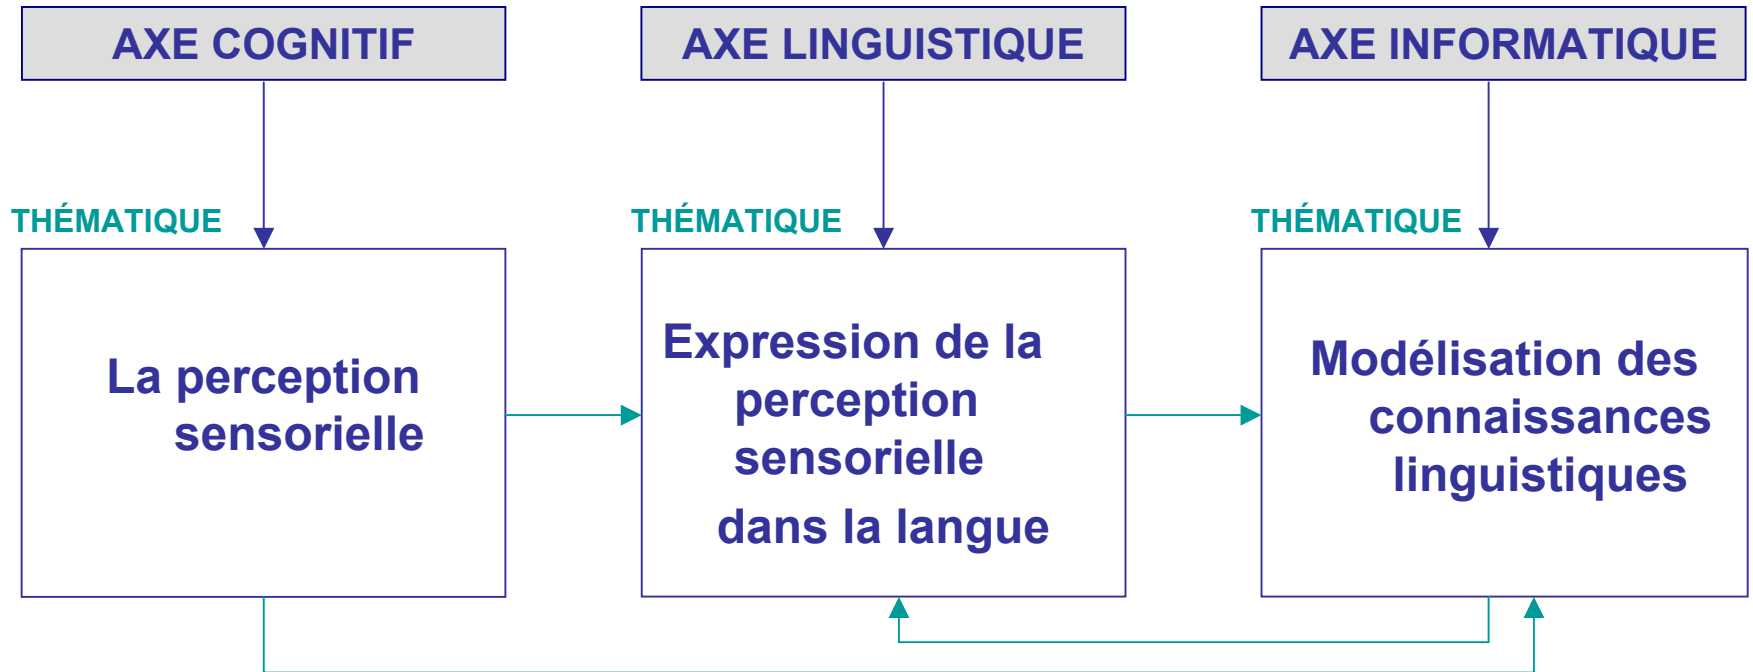 AXE COGNITIF
AXE LINGUISTIQUE
AXE INFORMATIQUE
THÉMATIQUE
THÉMATIQUE
THÉMATIQUE
La perception
sensorielle
Expression de la
perception
sensorielle
dans la langue
Modélisation des
connaissances
linguistiques